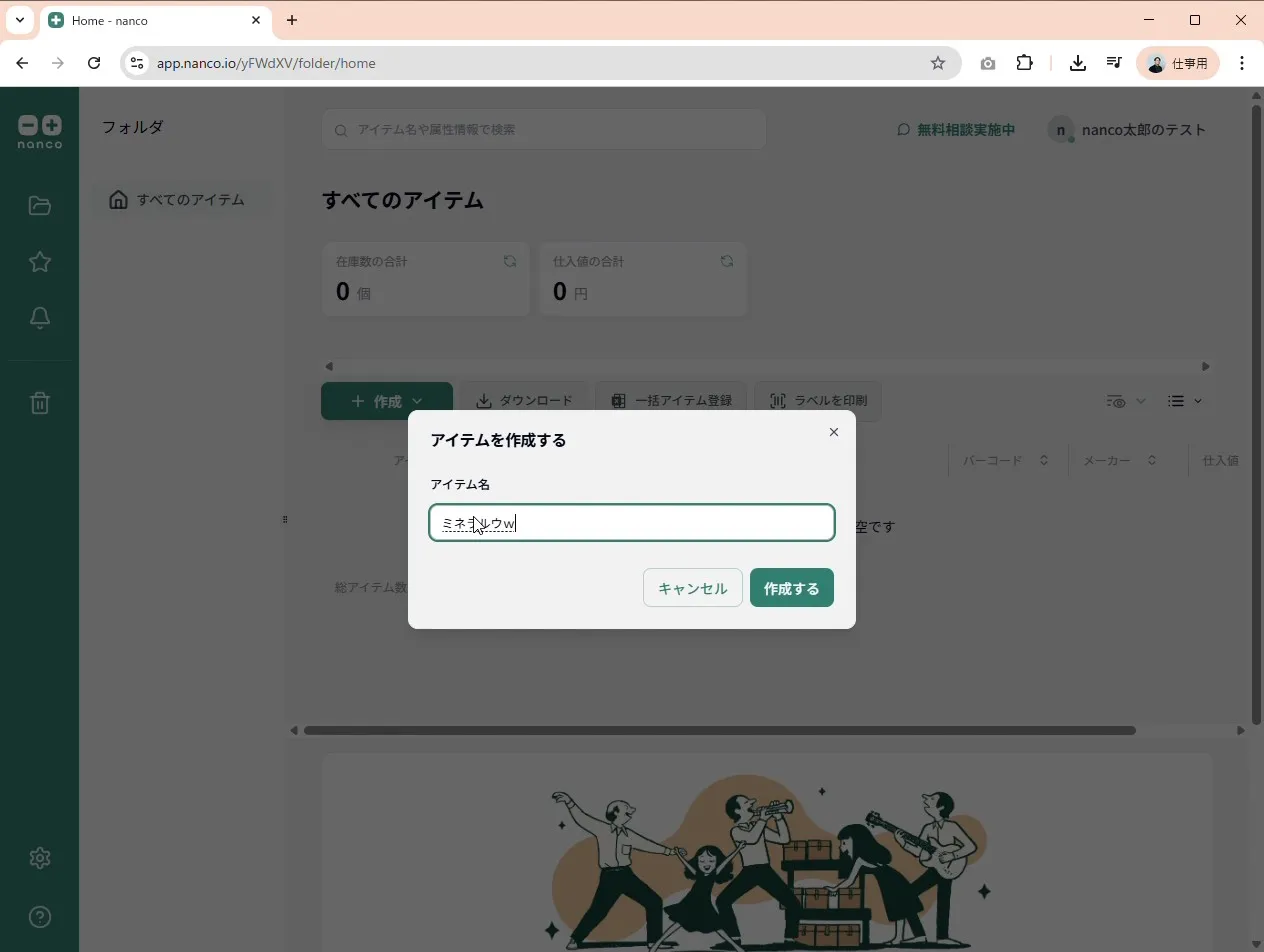 Home - nanco
app.nanco.io/yFWdXV/folder/home
仕事用
nanco
フォルダ
アイテム名や属性情報で検索
無料相談実施中
n
nanco太郎のテスト
すべてのアイテム
すべてのアイテム
在庫数の合計
仕入値の合計
0 個
0 円
作成
ダウンロード
一括アイテム登録
ラベルを印刷
アイテムを作成する
ア
バーコード
メーカー
仕入値
アイテム名
ミネラルウw
空です
総アイテム数
キャンセル
作成する